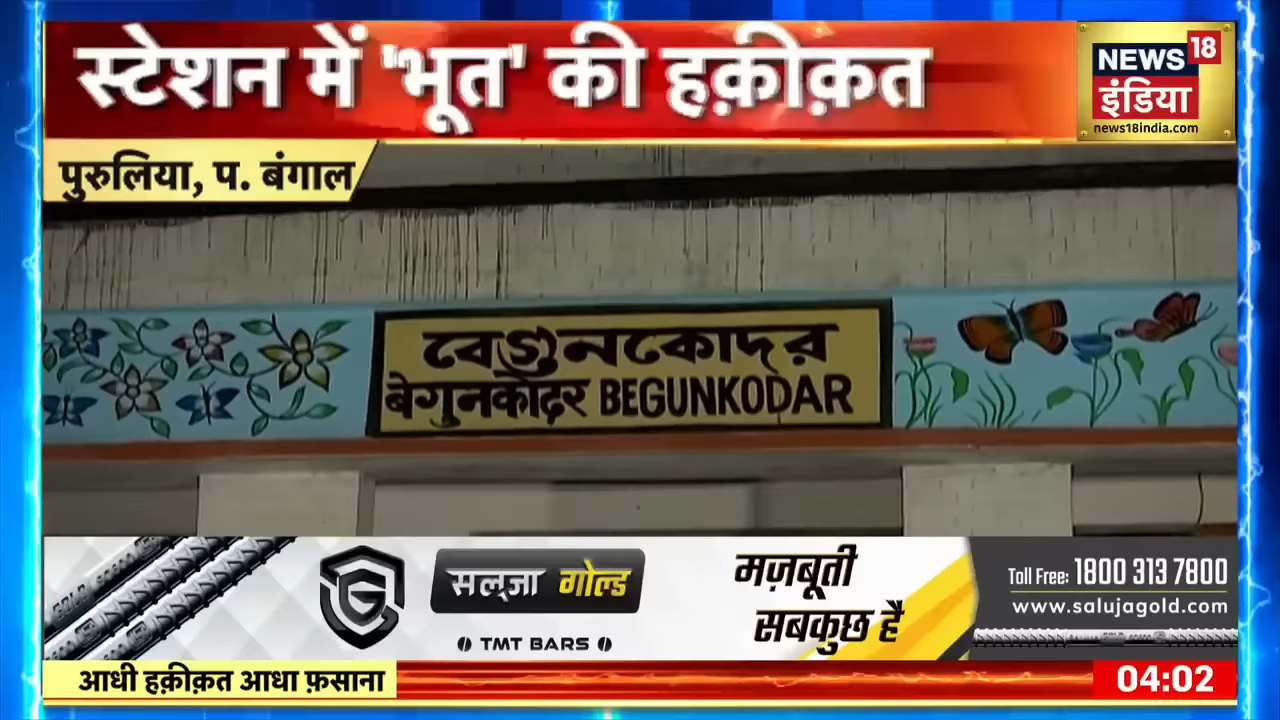 स्टेशन में 'भूत' की हक़ीक़त
NEWS 18
इंडिया
news18india.com
पुरुलिया, प. बंगाल
বেগুনকোদর
बेगुनकोदर BEGUNKODAR
सलूजा गोल्ड
TMT BARS
मज़बूती
सबकुछ है
Toll Free: 1800 313 7800
www.salujagold.com
आधी हक़ीक़त आधा फ़साना
04:02